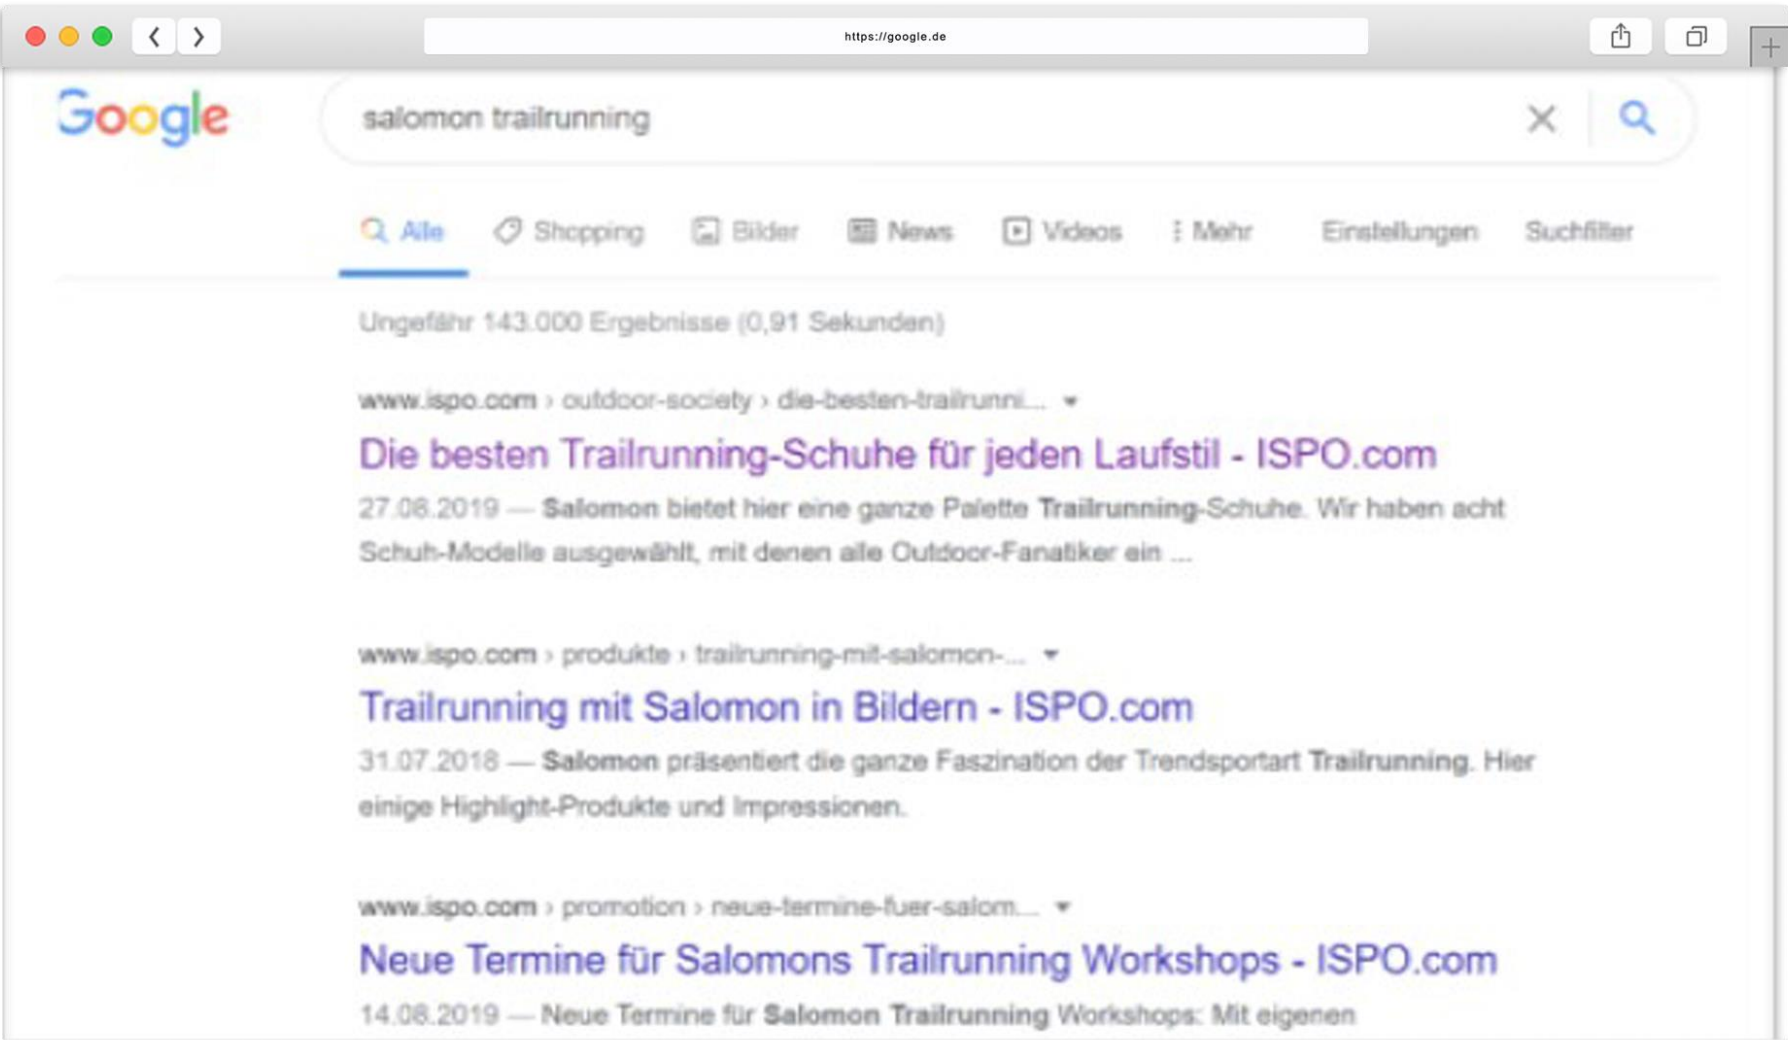 https://google.de
Google
salomon trailrunning
Alle Shopping Bilder News Videos Mehr Einstellungen Suchfilter
Ungefähr 143.000 Ergebnisse (0,91 Sekunden)
www.ispo.com › outdoor-society › die-besten-trailrunni...
Die besten Trailrunning-Schuhe für jeden Laufstil - ISPO.com
27.08.2019 — Salomon bietet hier eine ganze Palette Trailrunning-Schuhe. Wir haben acht
Schuh-Modelle ausgewählt, mit denen alle Outdoor-Fanatiker ein ...
www.ispo.com › produkte › trailrunning-mit-salomon-...
Trailrunning mit Salomon in Bildern - ISPO.com
31.07.2018 — Salomon präsentiert die ganze Faszination der Trendsportart Trailrunning. Hier
einige Highlight-Produkte und Impressionen.
www.ispo.com › promotion › neue-termine-fuer-salom...
Neue Termine für Salomons Trailrunning Workshops - ISPO.com
14.08.2019 — Neue Termine für Salomon Trailrunning Workshops: Mit eigenen